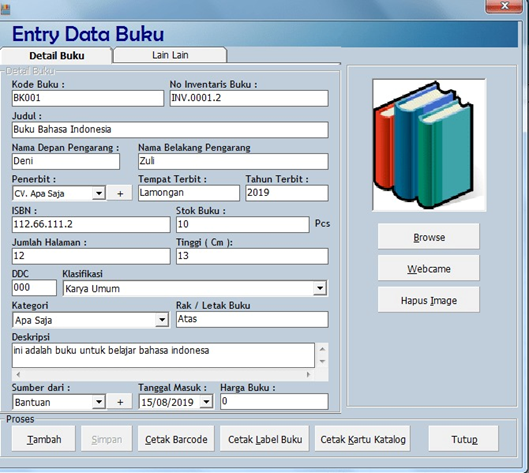 Entry Data Buku
Detail Buku
Lain Lain
Detail Buku
Kode Buku :
No Inventaris Buku :
BK001
INV.0001.2
Judul :
Buku Bahasa Indonesia
Nama Depan Pengarang :
Nama Belakang Pengarang
Deni
Zuli
Penerbit :
Tempat Terbit :
Tahun Terbit :
CV. Apa Saja
+
Lamongan
2019
ISBN :
Stok Buku :
112.66.111.2
10
Pcs
Jumlah Halaman :
Tinggi ( Cm ):
12
13
DDC
Klasifikasi
000
Karya Umum
Kategori
Rak / Letak Buku
Apa Saja
Atas
Deskripsi
ini adalah buku untuk belajar bahasa indonesa
Sumber dari :
Tanggal Masuk :
Harga Buku :
Bantuan
+
15/08/2019
0
Browse
Webcame
Hapus Image
Proses
Tambah
Simpan
Cetak Barcode
Cetak Label Buku
Cetak Kartu Katalog
Tutup